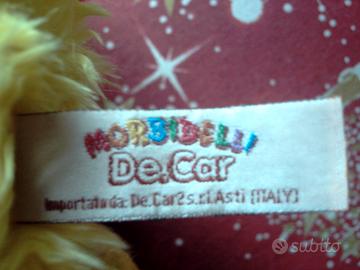 MORBIDELLI
De.Car
Importato da: De.Car2 s.r.l. Asti (ITALY)
subito